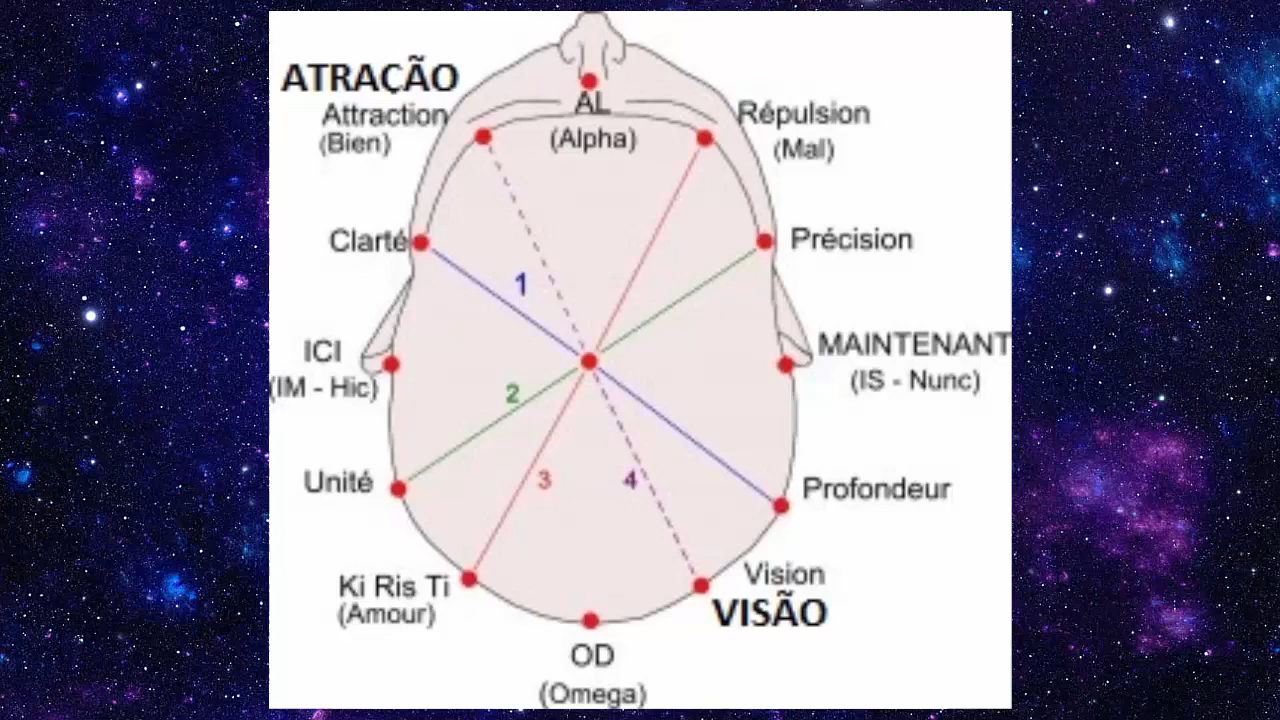 ATRAÇÃO
Attraction
(Bien)
AL
(Alpha)
Répulsion
(Mal)
Clarté
Précision
1
ICI
(IM - Hic)
MAINTENANT
(IS - Nunc)
2
Unité
3
4
Profondeur
Ki Ris Ti
(Amour)
Vision
VISÃO
OD
(Omega)